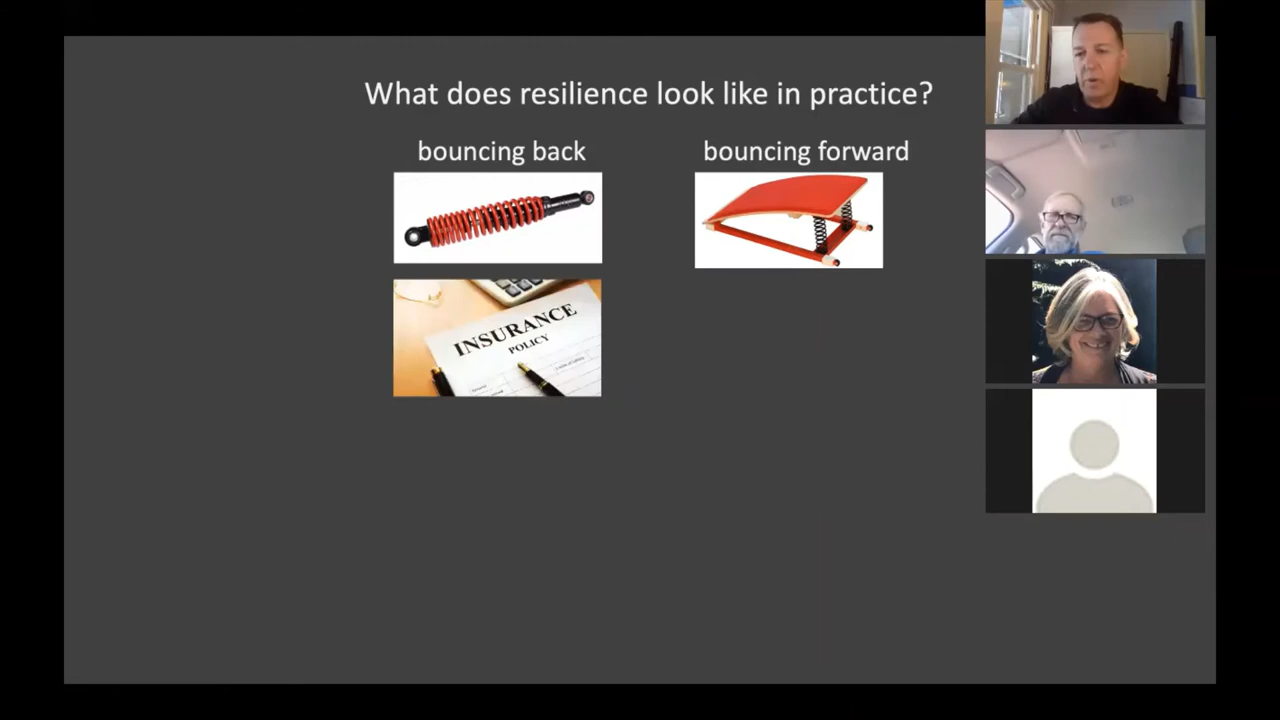 What does resilience look like in practice?
bouncing back
bouncing forward
INSURANCE
POLICY